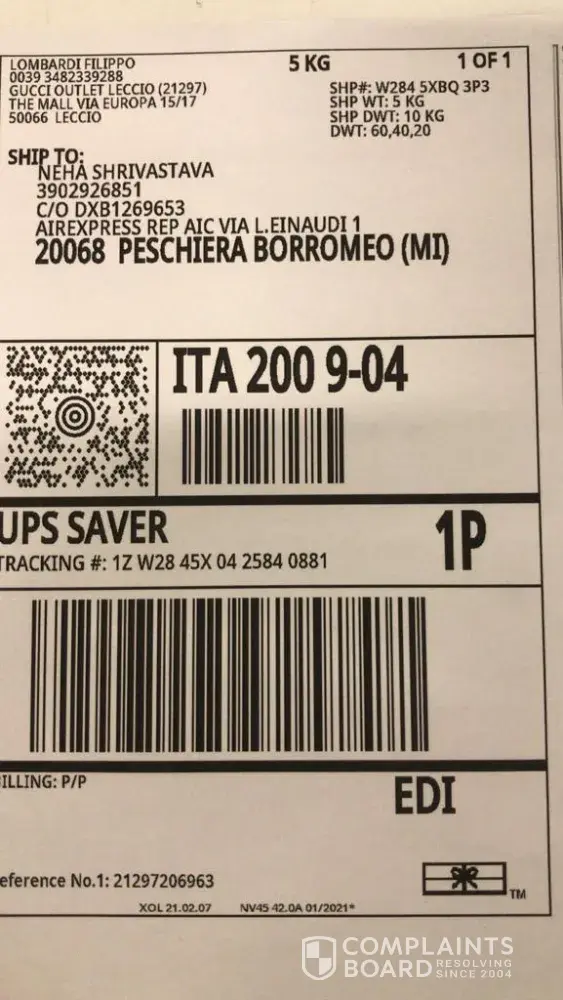 LOMBARDI FILIPPO
0039 3482339288
GUCCI OUTLET LECCIO (21297)
THE MALL VIA EUROPA 15/17
50066 LECCIO
5 KG
1 OF 1
SHP#: W284 5XBQ 3P3
SHP WT: 5 KG
SHP DWT: 10 KG
DWT: 60,40,20
SHIP TO:
NEHA SHRIVASTAVA
3902926851
C/O DXB1269653
AIREXPRESS REP AIC VIA L.EINAUDI 1
20068 PESCHIERA BORROMEO (MI)
ITA 200 9-04
UPS SAVER
TRACKING #: 1Z W28 45X 04 2584 0881
1P
ILLING: P/P
EDI
eference No.1: 21297206963
XOL 21.02.07 NV45 42.0A 01/2021*
TM
COMPLAINTS
BOARD RESOLVING
SINCE 2004